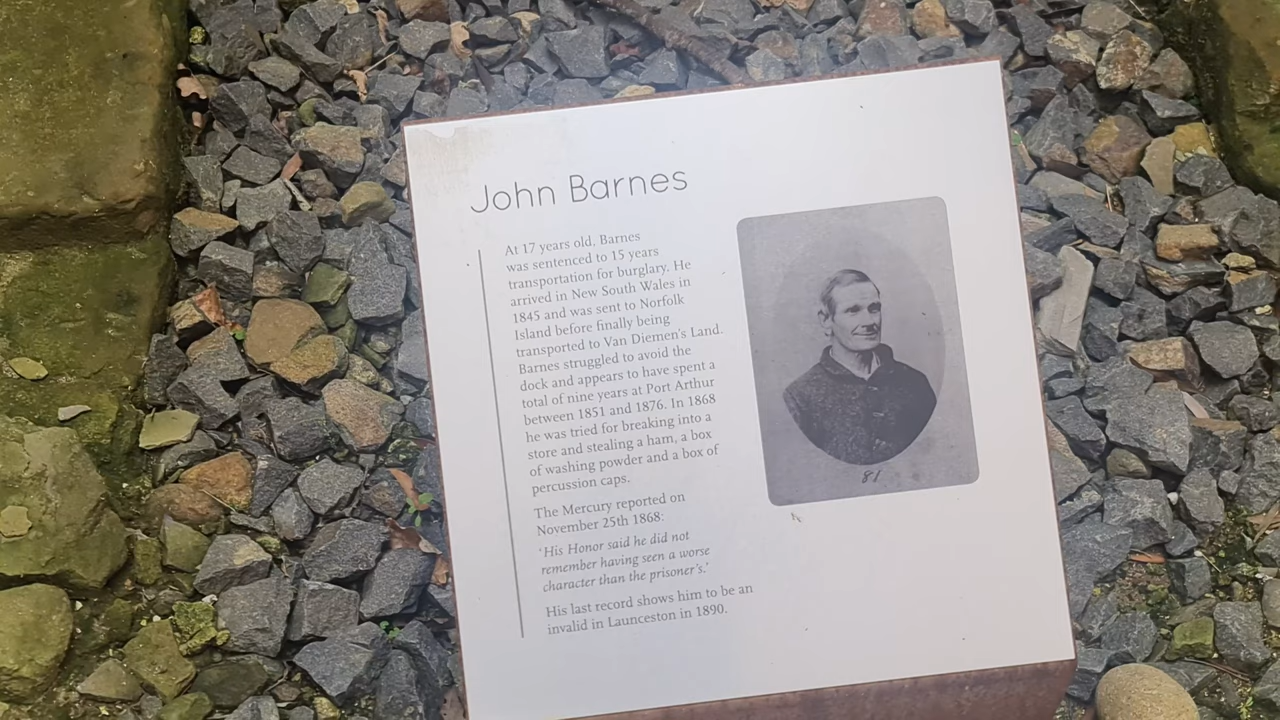 John Barnes
At 17 years old, Barnes
was sentenced to 15 years
transportation for burglary. He
arrived in New South Wales in
1845 and was sent to Norfolk
Island before finally being
transported to Van Diemen's Land.
Barnes struggled to avoid the
dock and appears to have spent a
total of nine years at Port Arthur
between 1851 and 1876. In 1868
he was tried for breaking into a
store and stealing a ham, a box
of washing powder and a box of
percussion caps.
The Mercury reported on
November 25th 1868:
'His Honor said he did not
remember having seen a worse
character than the prisoner's.'
His last record shows him to be an
invalid in Launceston in 1890.
81